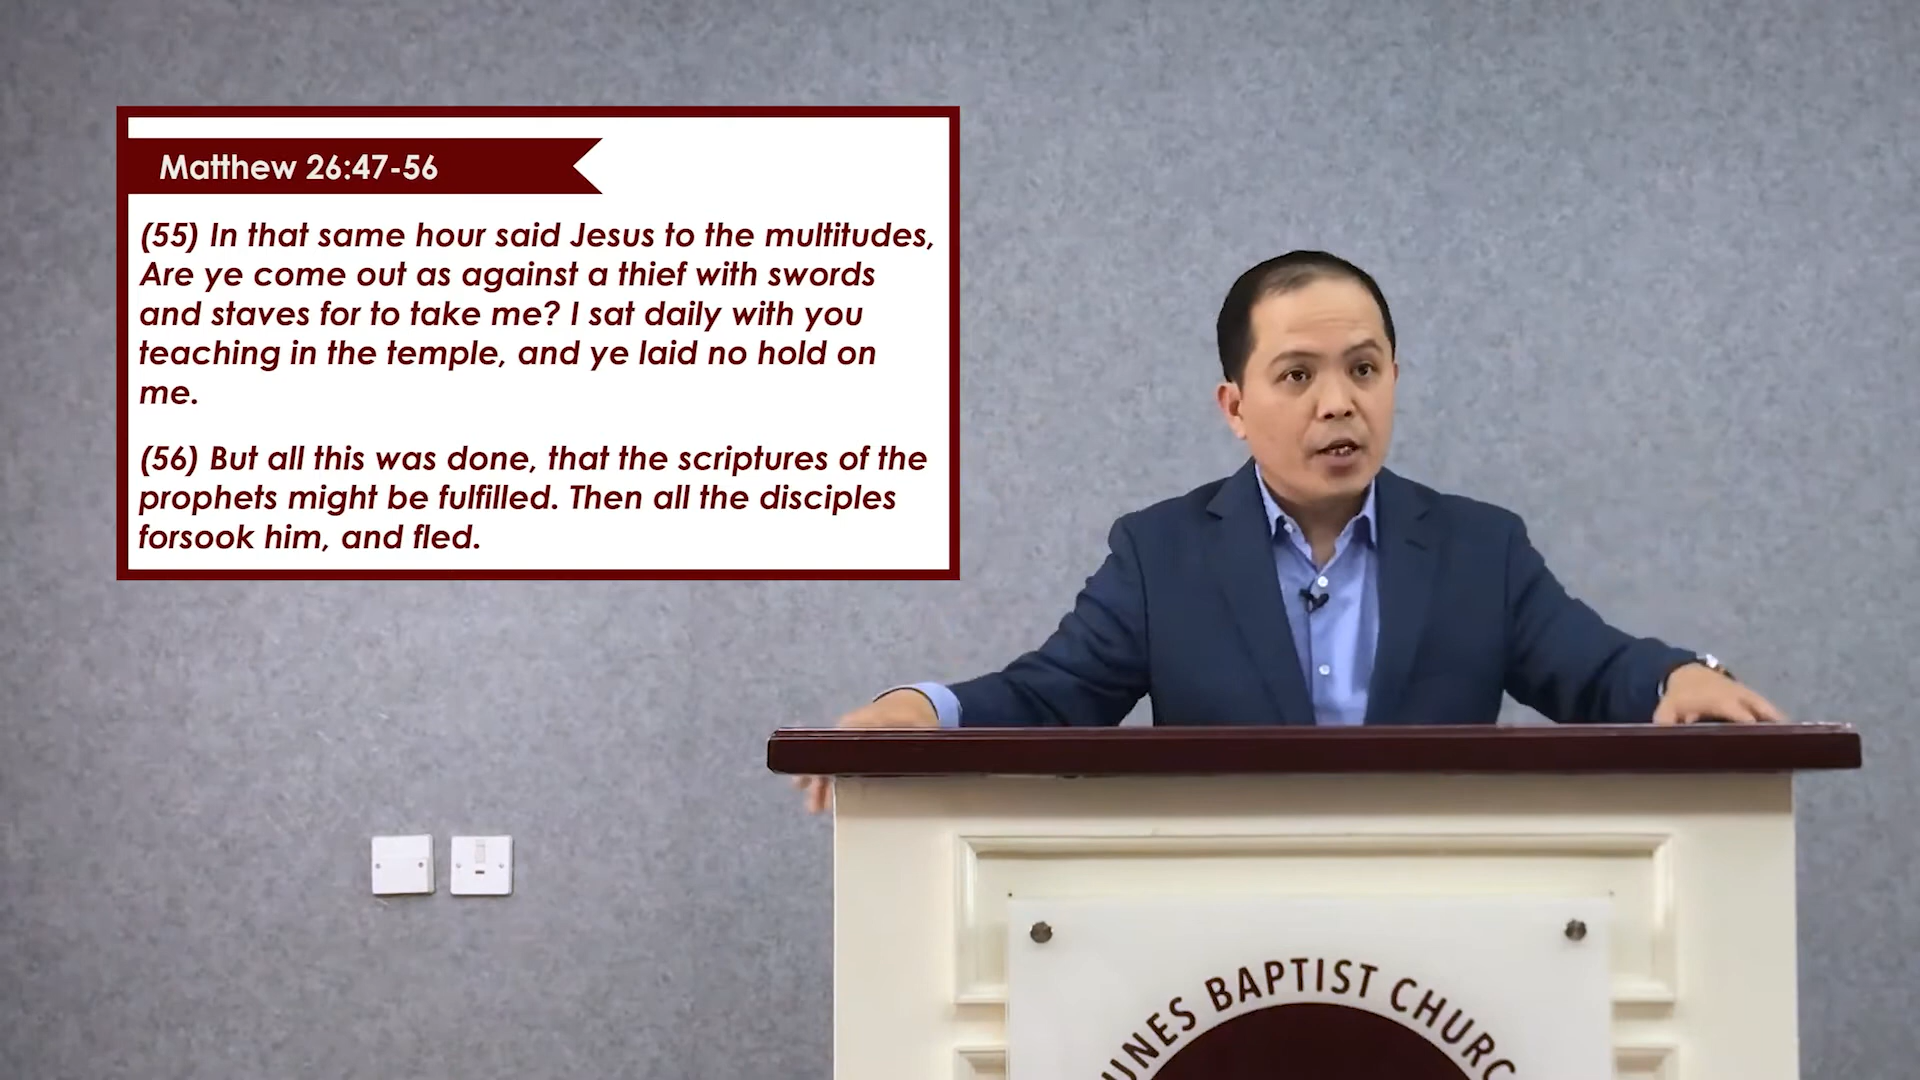 Matthew 26:47-56
(55) In that same hour said Jesus to the multitudes,
Are ye come out as against a thief with swords
and staves for to take me? I sat daily with you
teaching in the temple, and ye laid no hold on
me.
(56) But all this was done, that the scriptures of the
prophets might be fulfilled. Then all the disciples
forsook him, and fled.
BAPTIST